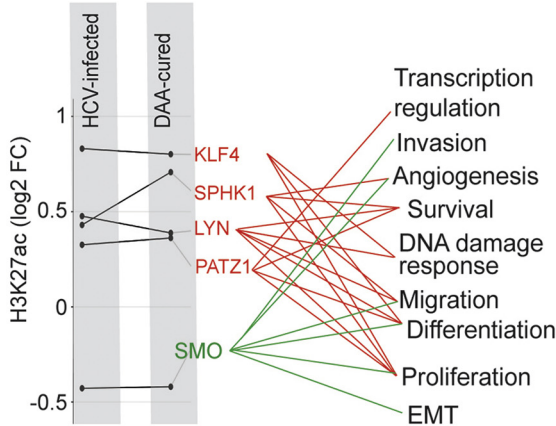 HCV-infected
DAA-cured
H3K27ac (log2 FC)
1
0.5
0
-0.5
KLF4
SPHK1
LYN
PATZ1
SMO
Transcription
regulation
Invasion
Angiogenesis
Survival
DNA damage
response
Migration
Differentiation
Proliferation
EMT